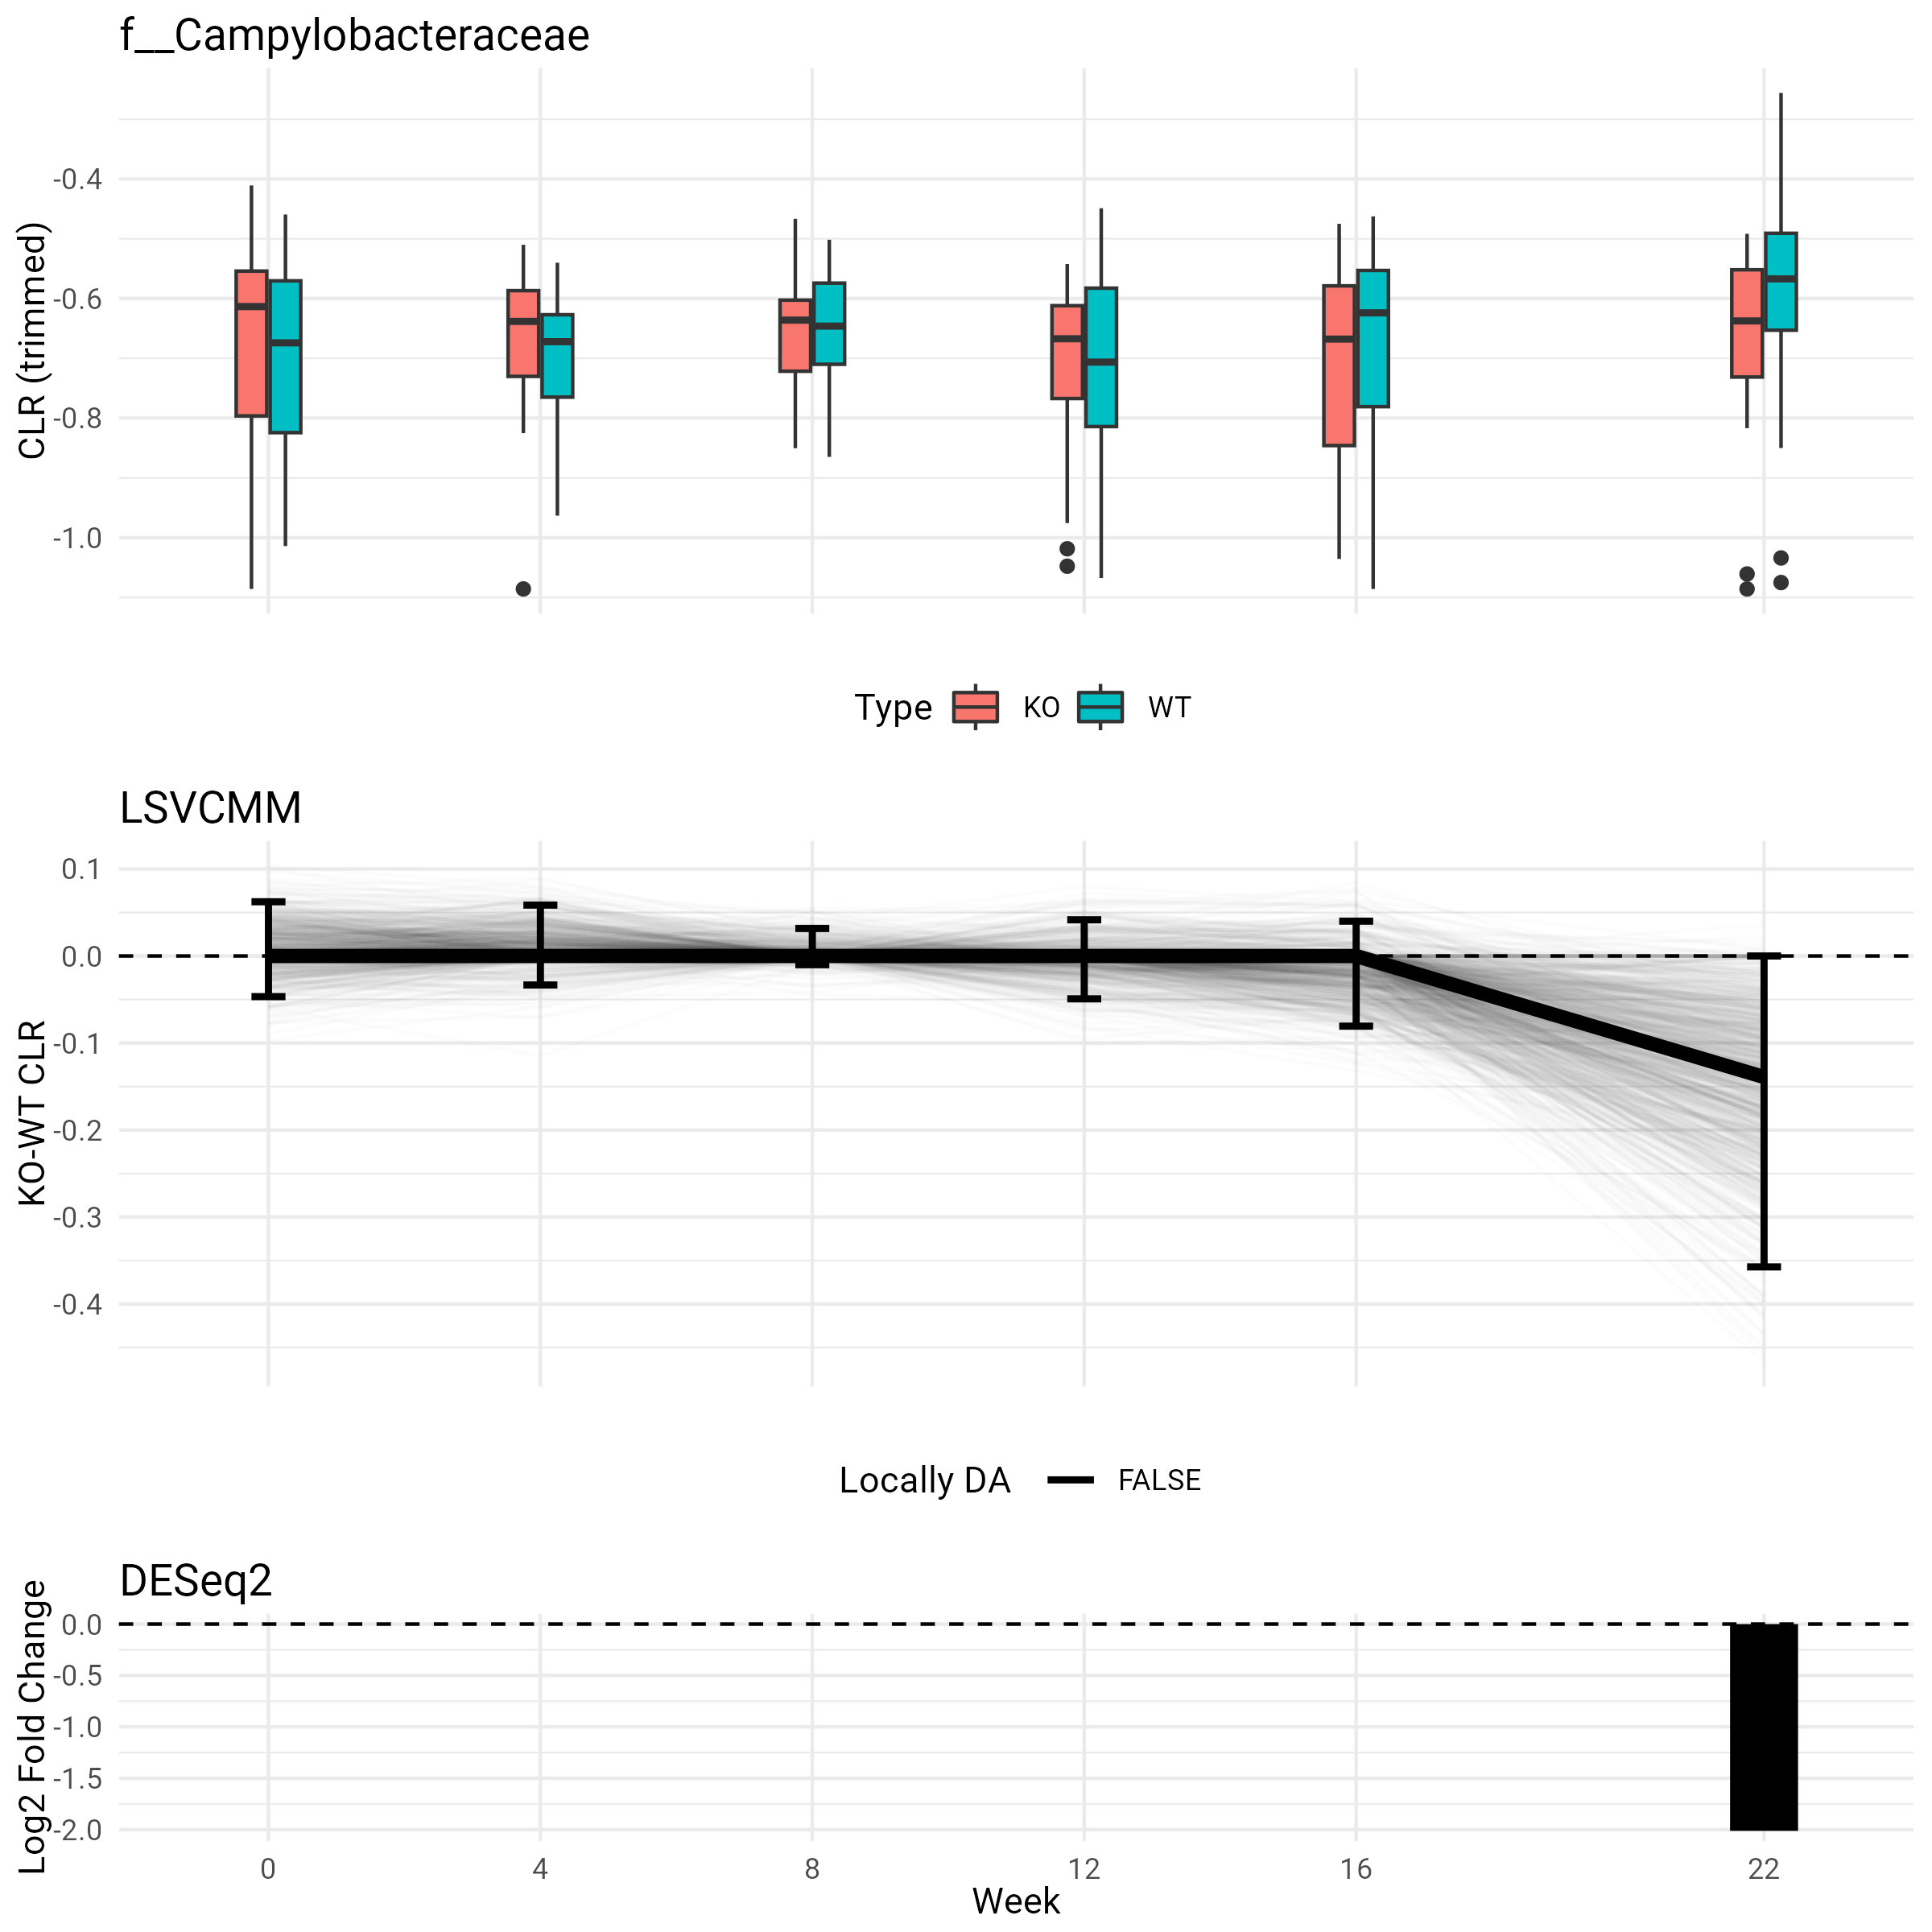 f__Campylobacteraceae
CLR (trimmed)
-0.4
-0.6
-0.8
-1.0
Type KO WT
LSVCMM
KO-WT CLR
0.1
0.0
-0.1
-0.2
-0.3
-0.4
Locally DA FALSE
DESeq2
Log2 Fold Change
0.0
-0.5
-1.0
-1.5
-2.0
0 4 8 12 16 22
Week